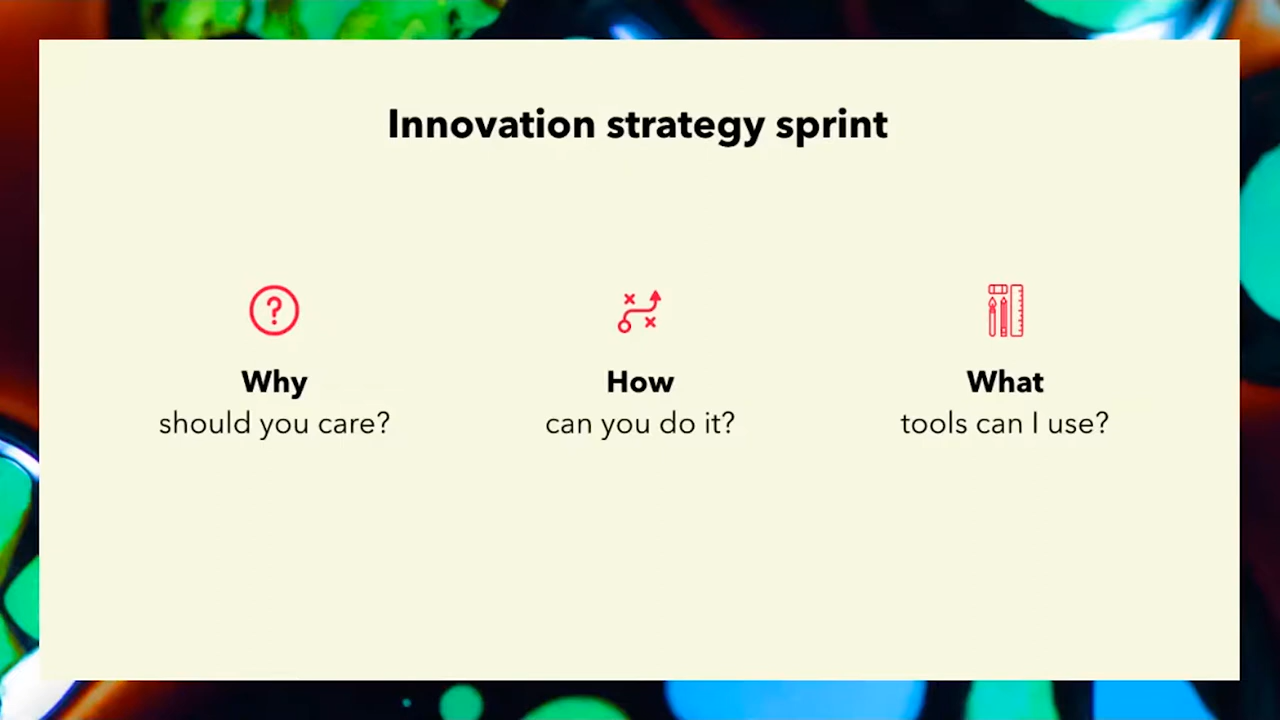 Innovation strategy sprint
Why
should you care?
How
can you do it?
What
tools can I use?